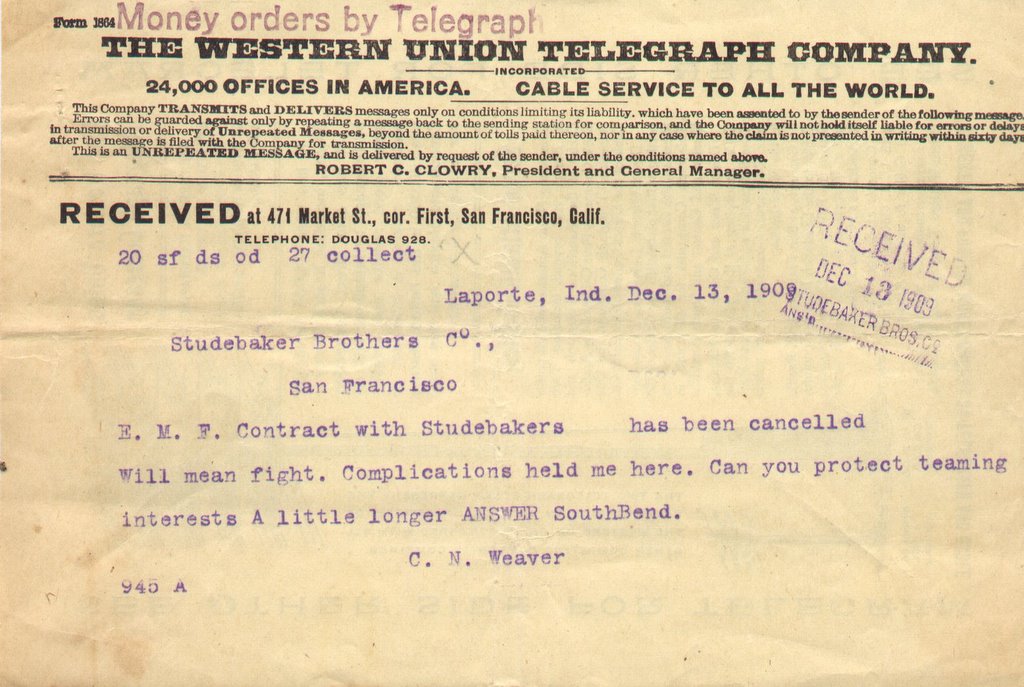 Form 1864 Money orders by Telegraph
THE WESTERN UNION TELEGRAPH COMPANY.
INCORPORATED
24,000 OFFICES IN AMERICA. CABLE SERVICE TO ALL THE WORLD.
This Company TRANSMITS and DELIVERS messages only on conditions limiting its liability, which have been assented to by the sender of the following message.
Errors can be guarded against only by repeating a message back to the sending station for comparison, and the Company will not hold itself liable for errors or delays
in transmission or delivery of Unrepeated Messages, beyond the amount of tolls paid thereon, nor in any case where the claim is not presented in writing within sixty days
after the message is filed with the Company for transmission.
This is an UNREPEATED MESSAGE, and is delivered by request of the sender, under the conditions named above.
ROBERT C. CLOWRY, President and General Manager.
RECEIVED at 471 Market St., cor. First, San Francisco, Calif.
TELEPHONE: DOUGLAS 928.
20 sf ds od 27 collect X
RECEIVED
DEC 13 1909
STUDEBAKER BROS. Co
ANS'D
Laporte, Ind. Dec. 13, 1909
Studebaker Brothers Co.,
San Francisco
E. M. F. Contract with Studebakers has been cancelled
Will mean fight. Complications held me here. Can you protect teaming
interests A little longer ANSWER SouthBend.
C. N. Weaver
945 A